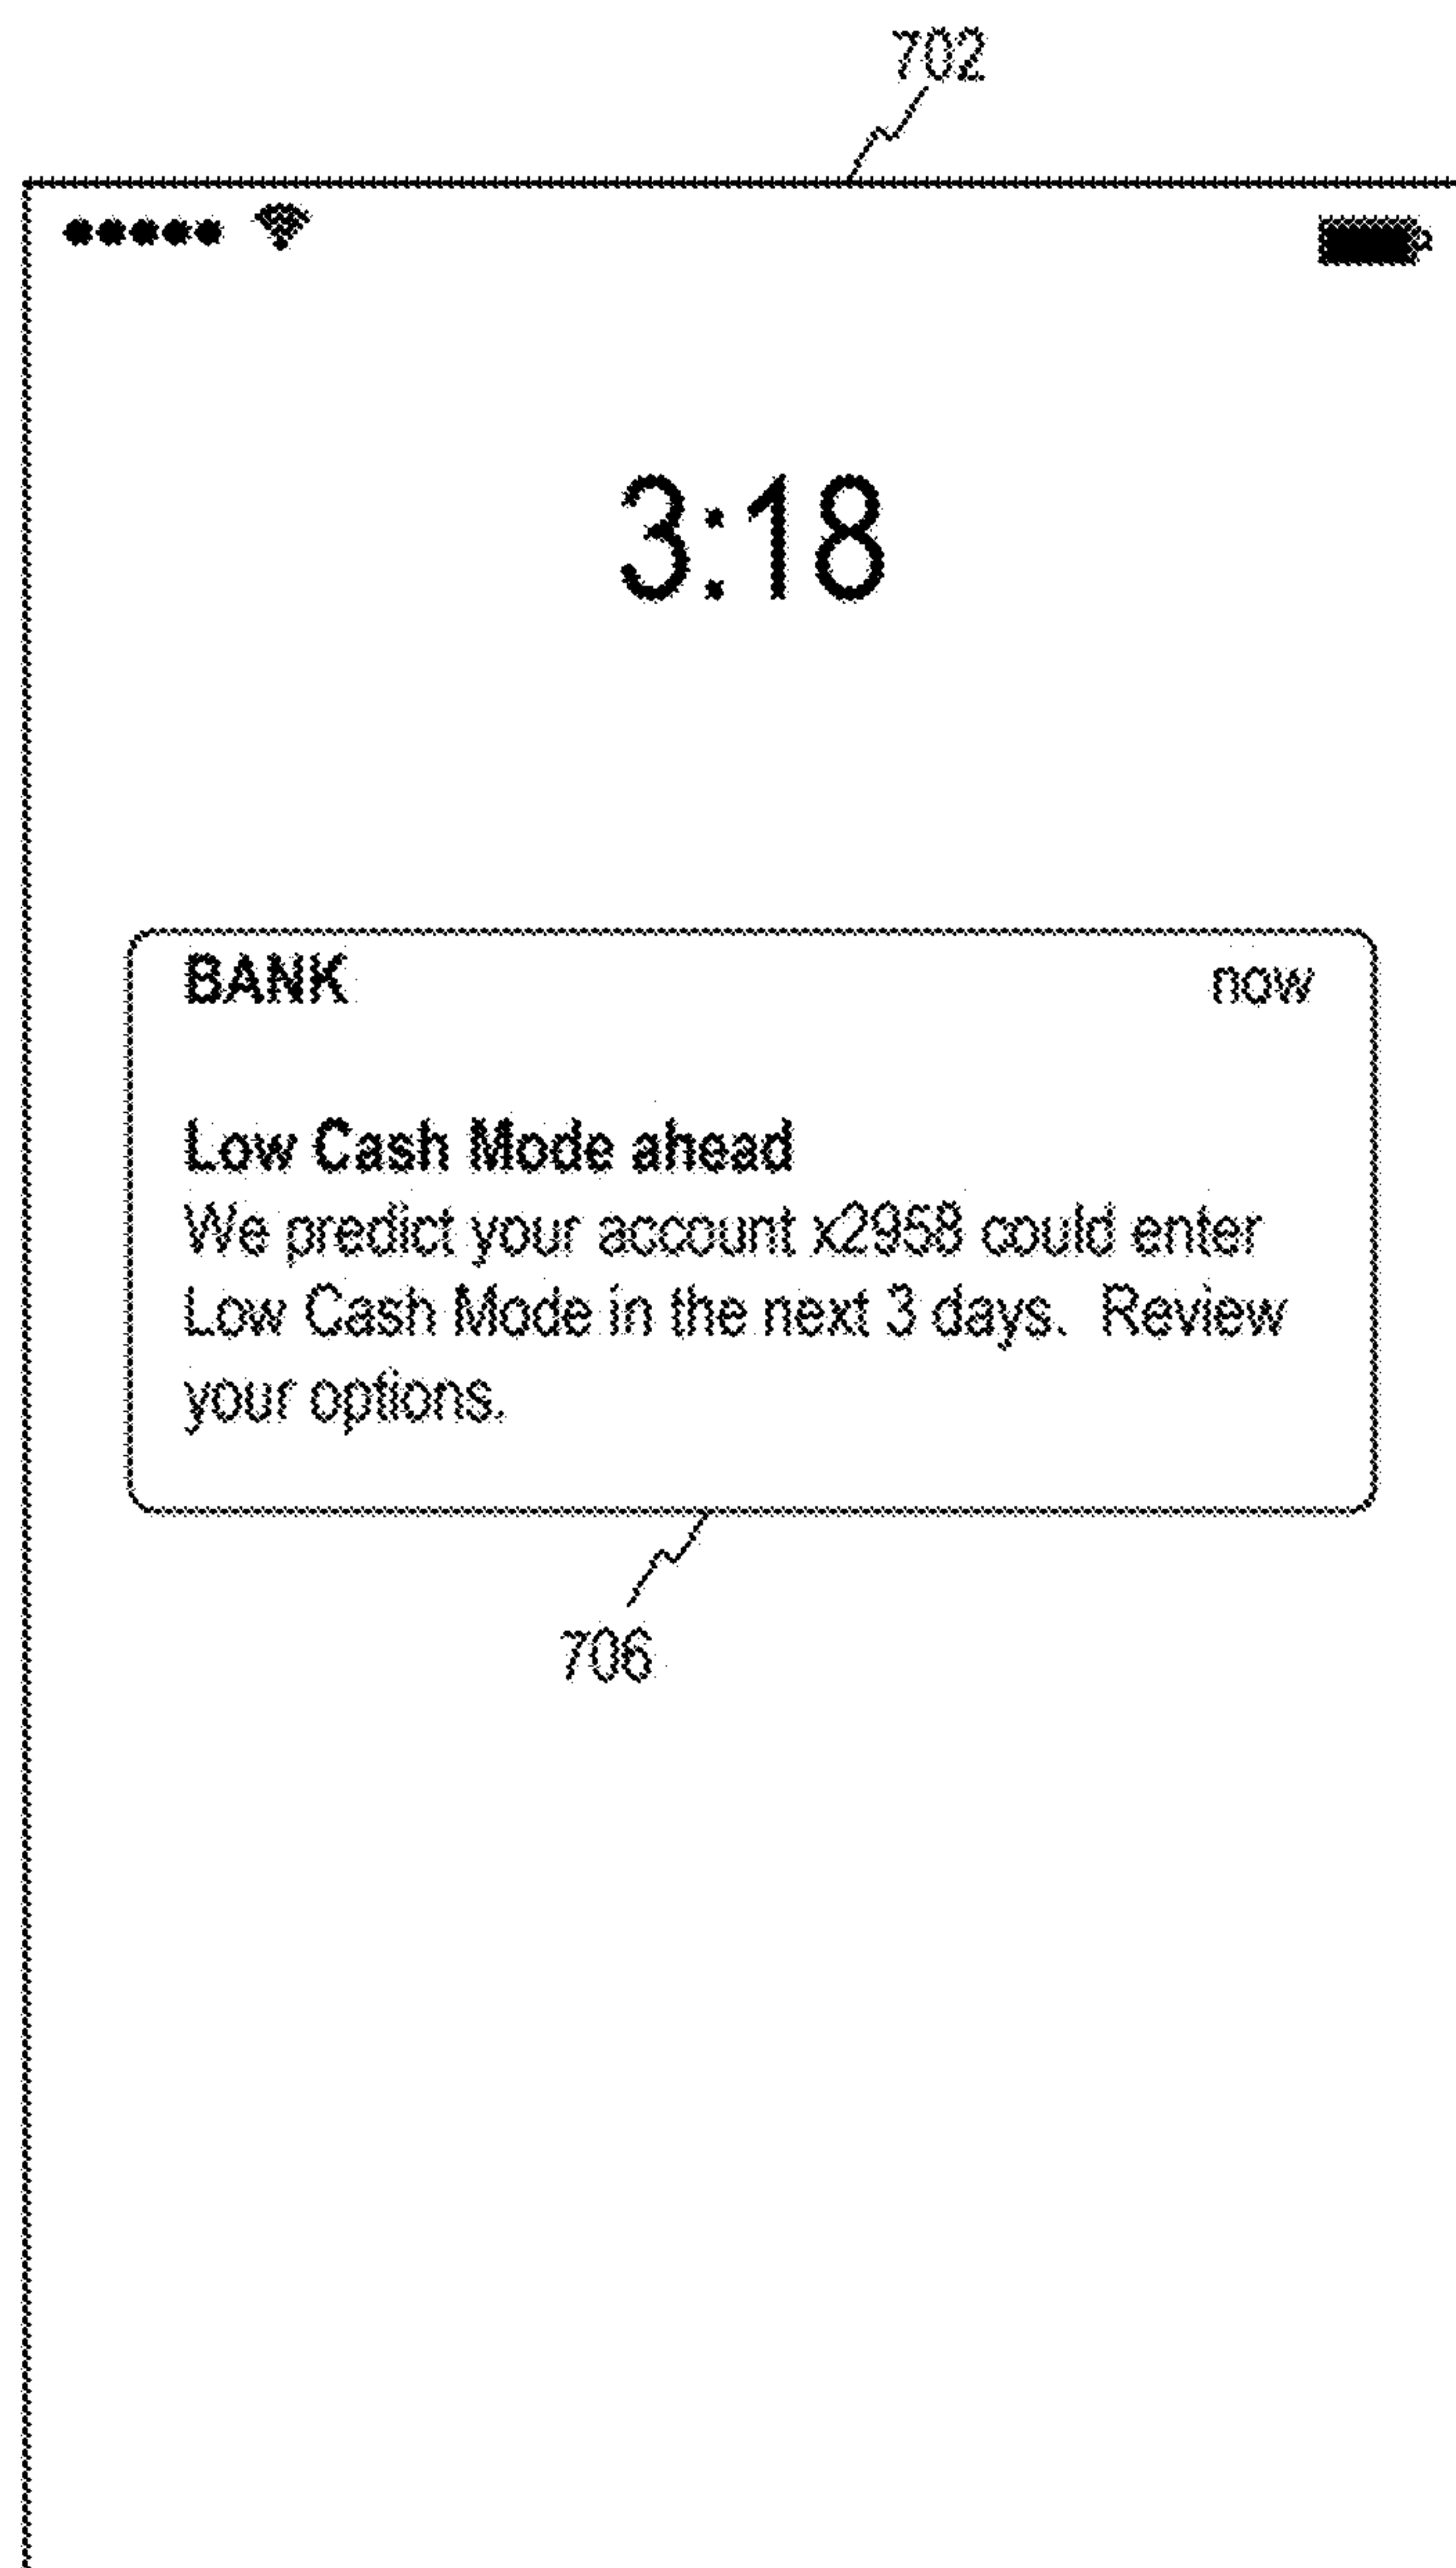 702
3:18
BANK now
Low Cash Mode ahead
We predict your account x2958 could enter
Low Cash Mode in the next 3 days. Review
your options.
706